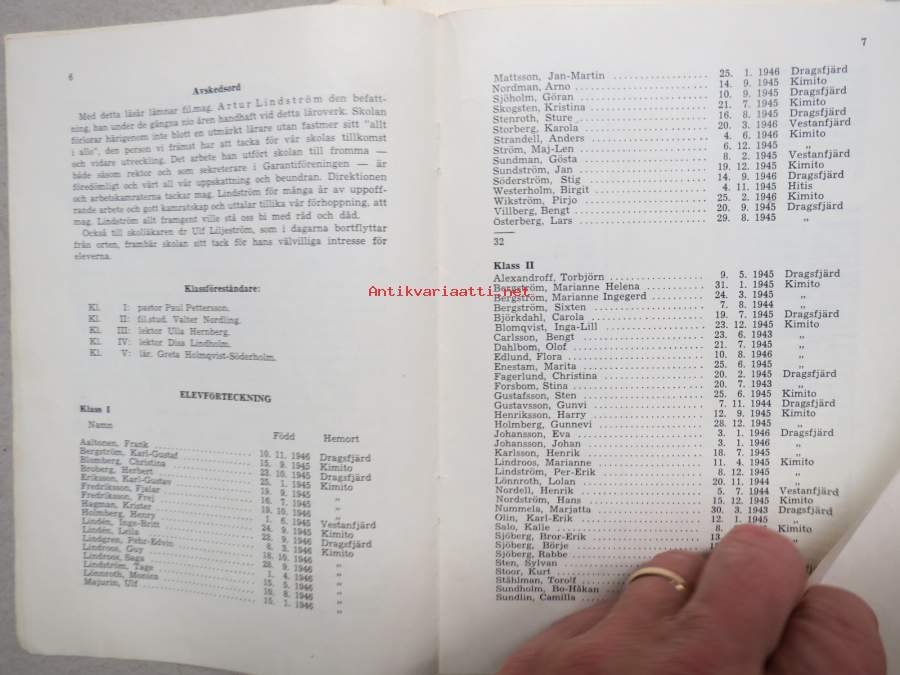 6
Avskedsord
Med detta läsår lämnar fil.mag. Artur Lindström den befatt-
ning, han under de gångna nio åren handhaft vid detta läroverk. Skolan
förlorar härigenom inte blott en utmärkt lärare utan fastmer sitt "allt
i allo", den person vi främst har att tacka för vår skolas tillkomst
och vidare utveckling. Det arbete han utfört skolan till fromma —
både såsom rektor och som sekreterare i Garantiföreningen — är
föredömligt och värt all vår uppskattning och beundran. Direktionen
och arbetskamraterna tackar mag. Lindström för många år av uppoff-
rande arbete och gott kamratskap och uttalar tillika vår förhoppning, att
mag. Lindström allt framgent ville stå oss bi med råd och dåd.
Också till skolläkaren dr Ulf Liljeström, som i dagarna bortflyttar
från orten, frambär skolan sitt tack för hans välvilliga intresse för
eleverna.
Klassföreståndare:
Kl. I: pastor Paul Pettersson.
Kl. II: fil.stud. Valter Nordling.
Kl. III: lektor Ulla Hernberg.
Kl. IV: lektor Disa Lindholm.
Kl. V: lär. Greta Holmqvist-Söderholm.
ELEVFÖRTECKNING
Klass I
Namn Född Hemort
Aaltonen, Frank 10. 11. 1946 Dragsfjärd
Bergström, Karl-Gustaf 15. 9. 1945 Kimito
Blomberg, Christina 23. 10. 1945 Dragsfjärd
Broberg, Herbert 25. 1. 1945 Kimito
Eriksson, Karl-Gustav 19. 9. 1945 „
Fredriksson, Fjalar 16. 7. 1945 „
Fredriksson, Frej 19. 10. 1946 „
Hagman, Krister 1. 6. 1945 Vestanfjärd
Holmberg, Henry 24. 9. 1945 Kimito
Lindén, Inge-Britt 23. 9. 1946 Dragsfjärd
Lindén, Leila 8. 3. 1946 Kimito
Lindgren, Pehr-Edvin 18. 10. 1946 „
Lindroos, Guy 28. 9. 1946 „
Lindroos, Saga 1. 4. 1946 „
Lindström, Tage 15. 5. 1946 „
Lönnroth, Monica 19. 8. 1946 „
Majurin, Ulf 15. 1. 1946 „
7
Mattsson, Jan-Martin 25. 1. 1946 Dragsfjärd
Nordman, Arno 14. 9. 1945 Kimito
Sjöholm, Göran 10. 9. 1945 Dragsfjärd
Skogsten, Kristina 21. 7. 1945 Kimito
Stenroth, Sture 16. 8. 1945 Dragsfjärd
Storberg, Karola 20. 3. 1946 Vestanfjärd
Strandell, Anders 4. 6. 1946 Kimito
Ström, Maj-Len 6. 12. 1945 „
Sundman, Gösta 8. 2. 1945 Vestanfjärd
Sundström, Jan 19. 12. 1945 Kimito
Söderström, Stig 14. 9. 1946 Dragsfjärd
Westerholm, Birgit 4. 11. 1945 Hitis
Wikström, Pirjo 25. 2. 1946 Kimito
Villberg, Bengt 20. 9. 1945 Dragsfjärd
Österberg, Lars 29. 8. 1945 „
32
Klass II
Alexandroff, Torbjörn 9. 5. 1945 Dragsfjärd
Bergström, Marianne Helena 31. 1. 1945 Kimito
Bergström, Marianne Ingegerd 24. 3. 1945 „
Bergström, Sixten 7. 8. 1944 „
Björkdahl, Carola 19. 7. 1945 Dragsfjärd
Blomqvist, Inga-Lill 23. 12. 1945 Kimito
Carlsson, Bengt 23. 6. 1943 „
Dahlbom, Olof 21. 7. 1945 „
Edlund, Flora 10. 8. 1946 „
Enestam, Marita 25. 6. 1945 „
Fagerlund, Christina 20. 2. 1945 Dragsfjärd
Forsbom, Stina 20. 7. 1943 „
Gustafsson, Sten 25. 6. 1945 Kimito
Gustavsson, Gunvi 7. 11. 1944 Dragsfjärd
Henriksson, Harry 12. 9. 1945 Kimito
Holmberg, Gunnevi 28. 12. 1945 „
Johansson, Eva 3. 1. 1946 Dragsfjärd
Johansson, Johan 3. 1. 1946 „
Karlsson, Henrik 18. 7. 1945 „
Lindroos, Marianne 11. 4. 1945 Kimito
Lindström, Per-Erik 8. 12. 1945 „
Lönnroth, Lolan 20. 11. 1944 „
Nordell, Henrik 5. 7. 1944 Vestanfjärd
Nordström, Hans 15. 12. 1945 Kimito
Nummela, Marjatta 30. 3. 1943 Dragsfjärd
Olin, Karl-Erik 12. 1. 1945 „
Salo, Kalle 8. Kimito
Sjöberg, Bror-Erik 13. „
Sjöberg, Börje
Sjöberg, Rabbe
Sten, Sylvan
Stoor, Kurt
Ståhlman, Torolf
Sundholm, Bo-Håkan
Sundlin, Camilla
Antikvariaatti.net